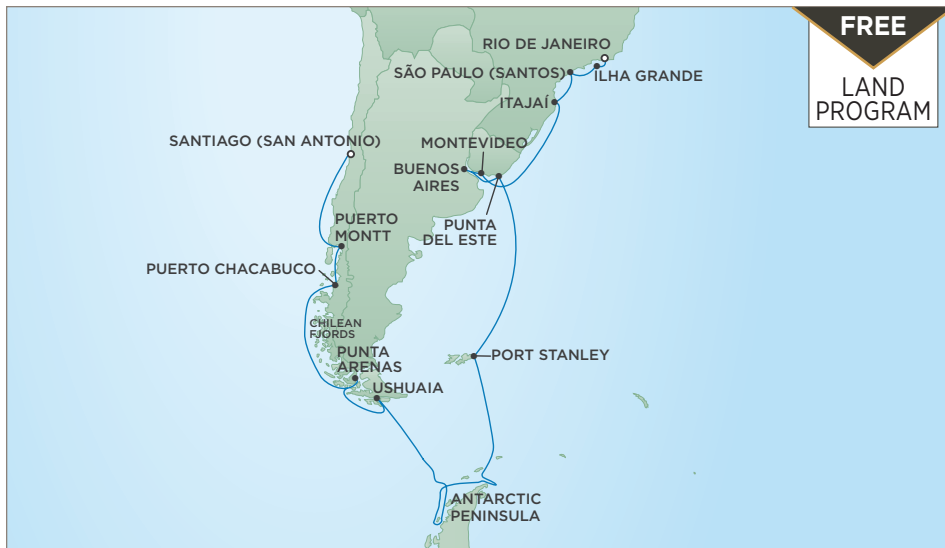 FREE
LAND
PROGRAM
RIO DE JANEIRO
SÃO PAULO (SANTOS)
ILHA GRANDE
ITAJAÍ
SANTIAGO (SAN ANTONIO)
MONTEVIDEO
BUENOS
AIRES
PUNTA
DEL ESTE
PUERTO
MONTT
PUERTO CHACABUCO
CHILEAN
FJORDS
PUNTA
ARENAS
PORT STANLEY
USHUAIA
ANTARCTIC
PENINSULA